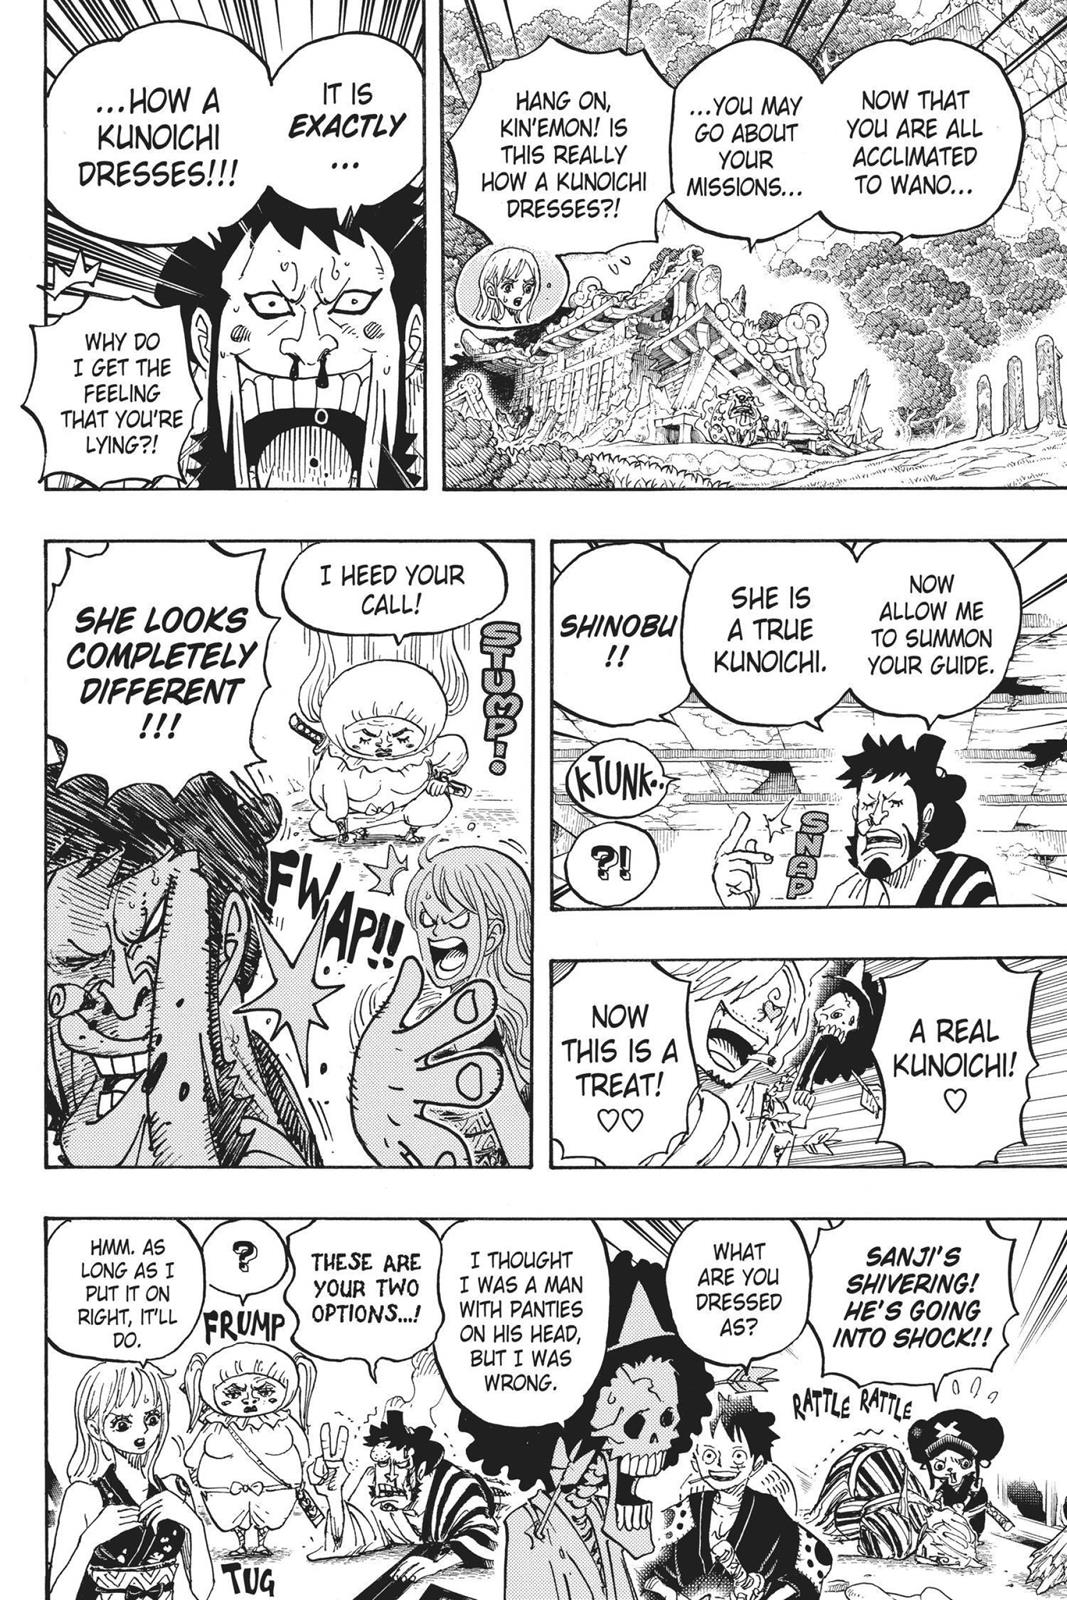 NOW THAT
YOU ARE ALL
ACCLIMATED
TO WANO...
...YOU MAY
GO ABOUT
YOUR
MISSIONS...
HANG ON,
KIN'EMON! IS
THIS REALLY
HOW A KUNOICHI
DRESSES?!
IT IS
EXACTLY
...
...HOW A
KUNOICHI
DRESSES!!!
WHY DO
I GET THE
FEELING
THAT YOU'RE
LYING?!
NOW
ALLOW ME
TO SUMMON
YOUR GUIDE.
SHE IS
A TRUE
KUNOICHI.
SHINOBU
!!
SNAP
KTUNK..
?!
A REAL
KUNOICHI!
♡
NOW
THIS IS A
TREAT!
♡♡
I HEED YOUR
CALL!
STUMP!
SHE LOOKS
COMPLETELY
DIFFERENT
!!!
FWAP!!
SANJI'S
SHIVERING!
HE'S GOING
INTO SHOCK!!
RATTLE RATTLE
WHAT
ARE YOU
DRESSED
AS?
I THOUGHT
I WAS A MAN
WITH PANTIES
ON HIS HEAD,
BUT I WAS
WRONG.
THESE ARE
YOUR TWO
OPTIONS...!
?
FRUMP
HMM. AS
LONG AS I
PUT IT ON
RIGHT, IT'LL
DO.
TUG